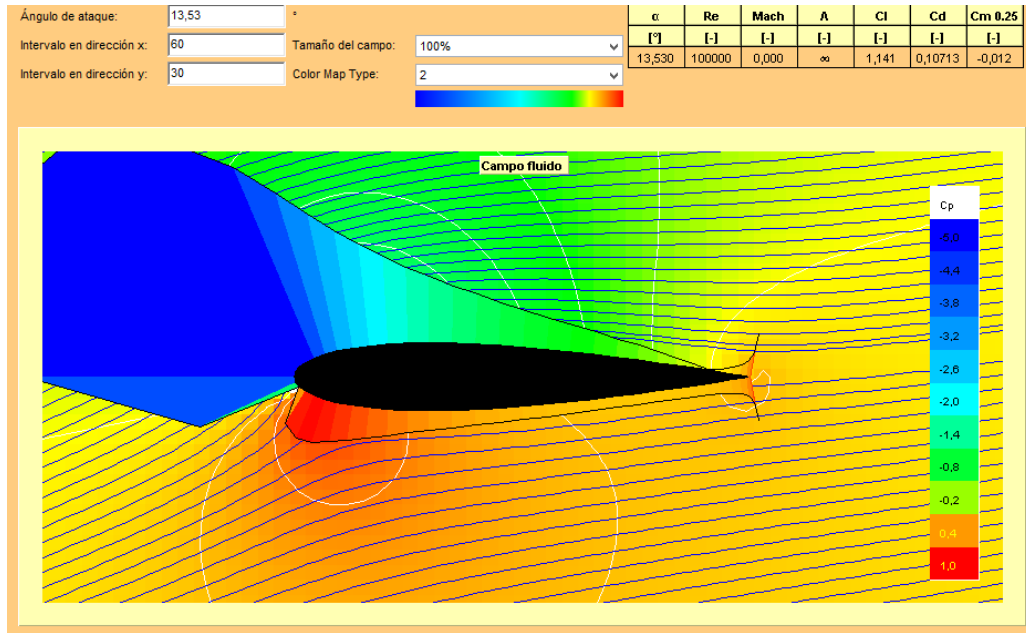 Ángulo de ataque: 13,53 °
Intervalo en dirección x: 60 Tamaño del campo: 100%
Intervalo en dirección y: 30 Color Map Type: 2
α Re Mach Λ Cl Cd Cm 0.25
[°] [-] [-] [-] [-] [-] [-]
13,530 100000 0,000 ∞ 1,141 0,10713 -0,012
Campo fluido
Cp
-5,0
-4,4
-3,8
-3,2
-2,6
-2,0
-1,4
-0,8
-0,2
0,4
1,0